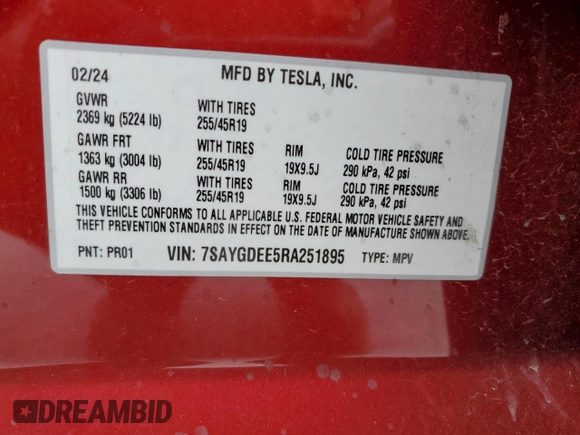 02/24 MFD BY TESLA, INC.
GVWR
2369 kg (5224 lb) WITH TIRES 255/45R19
GAWR FRT
1363 kg (3004 lb) WITH TIRES 255/45R19 RIM 19X9.5J COLD TIRE PRESSURE 290 kPa, 42 psi
GAWR RR
1500 kg (3306 lb) WITH TIRES 255/45R19 RIM 19X9.5J COLD TIRE PRESSURE 290 kPa, 42 psi
THIS VEHICLE CONFORMS TO ALL APPLICABLE U.S. FEDERAL MOTOR VEHICLE SAFETY AND
THEFT PREVENTION STANDARDS IN EFFECT ON THE DATE OF MANUFACTURE SHOWN ABOVE.
PNT: PR01 VIN: 7SAYGDEE5RA251895 TYPE: MPV
DREAMBID